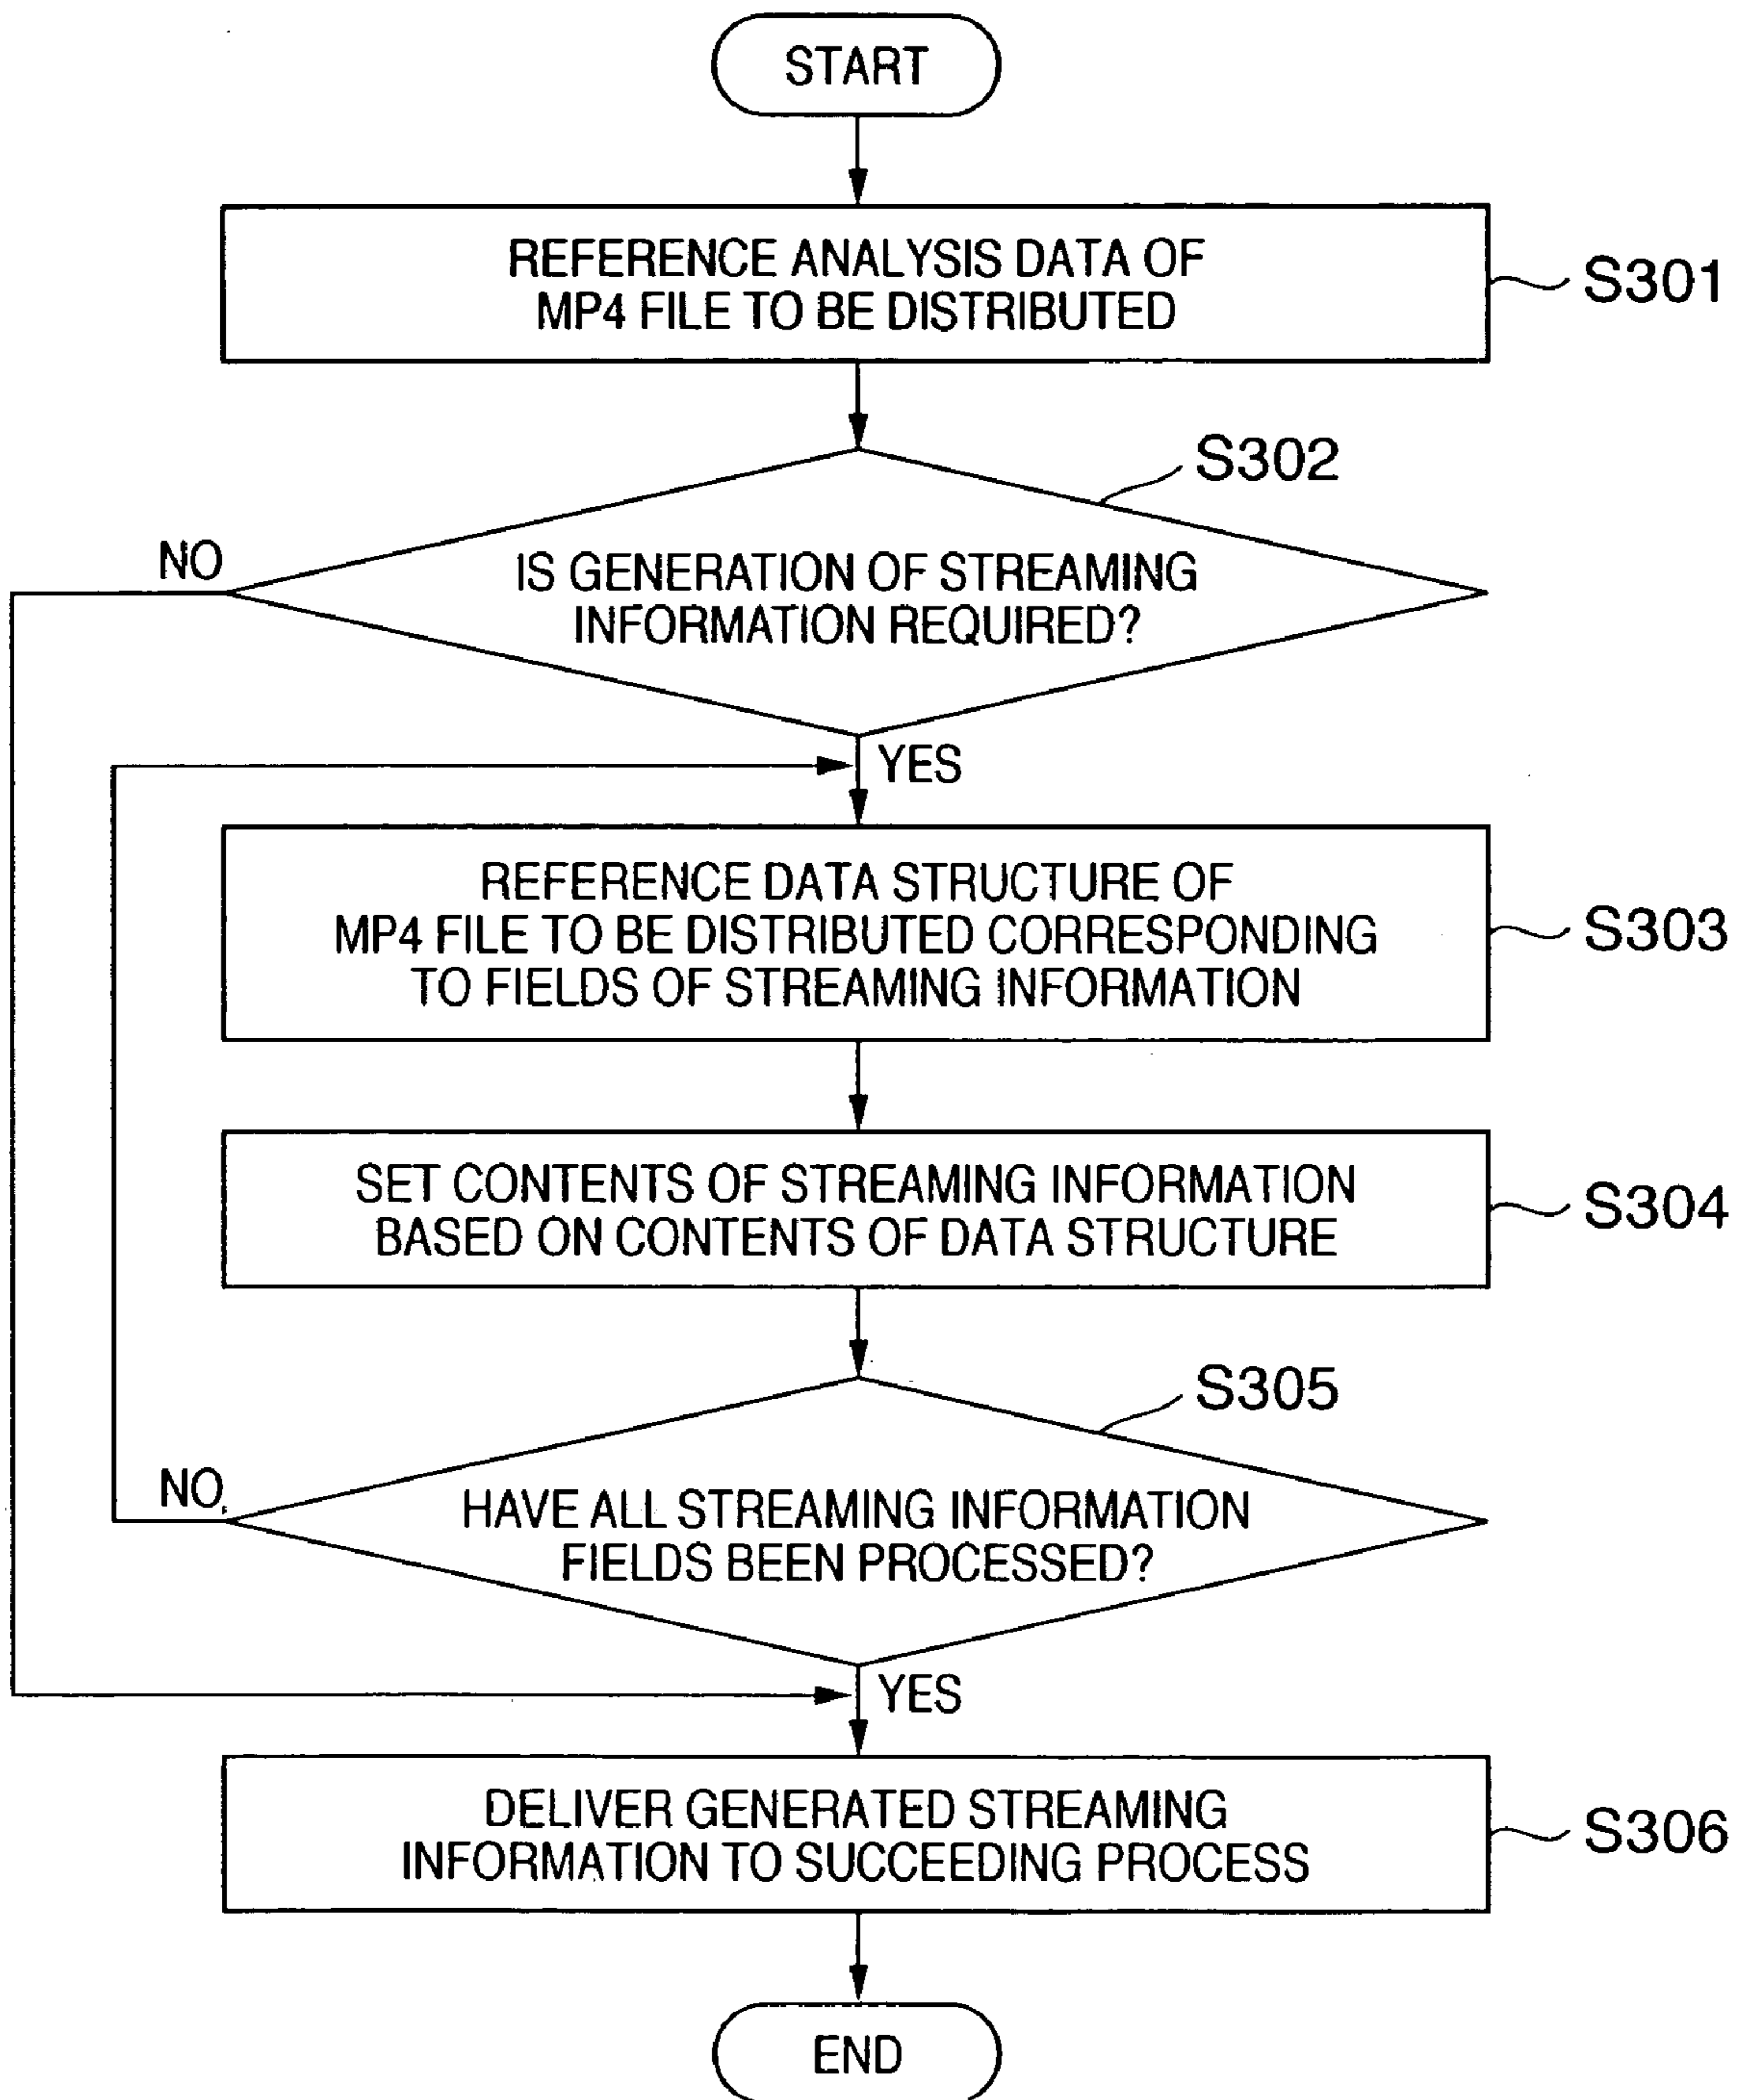 START
REFERENCE ANALYSIS DATA OF
MP4 FILE TO BE DISTRIBUTED
S301
S302
NO
IS GENERATION OF STREAMING
INFORMATION REQUIRED?
YES
REFERENCE DATA STRUCTURE OF
MP4 FILE TO BE DISTRIBUTED CORRESPONDING
TO FIELDS OF STREAMING INFORMATION
S303
SET CONTENTS OF STREAMING INFORMATION
BASED ON CONTENTS OF DATA STRUCTURE
S304
S305
NO
HAVE ALL STREAMING INFORMATION
FIELDS BEEN PROCESSED?
YES
DELIVER GENERATED STREAMING
INFORMATION TO SUCCEEDING PROCESS
S306
END